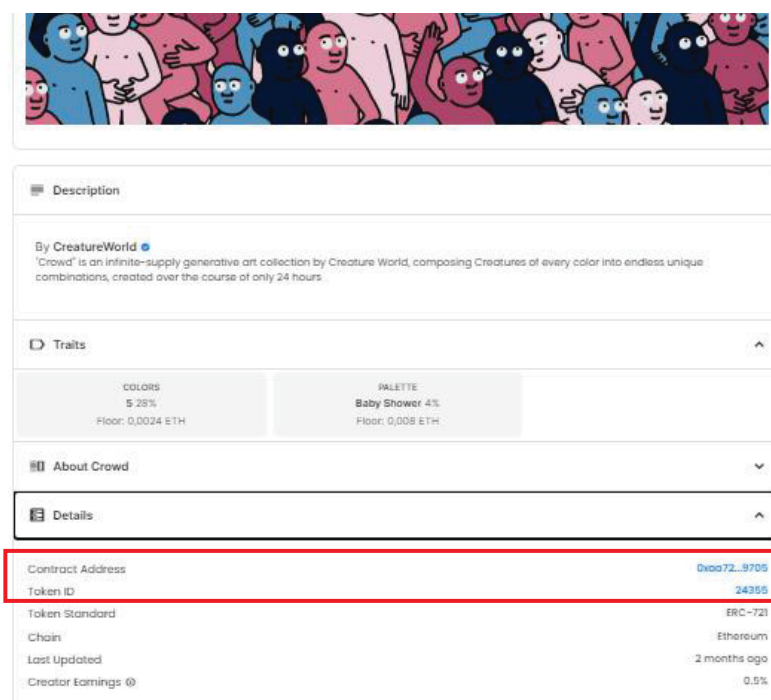 Description
By CreatureWorld
"Crowd" is an infinite-supply generative art collection by Creature World, composing Creatures of every color into endless unique
combinations, created over the course of only 24 hours
Traits
COLORS
5 28%
Floor: 0,0024 ETH
PALETTE
Baby Shower 4%
Floor: 0,008 ETH
About Crowd
Details
Contract Address 0xaa72...9705
Token ID 24355
Token Standard ERC-721
Chain Ethereum
Last Updated 2 months ago
Creator Earnings 0.5%